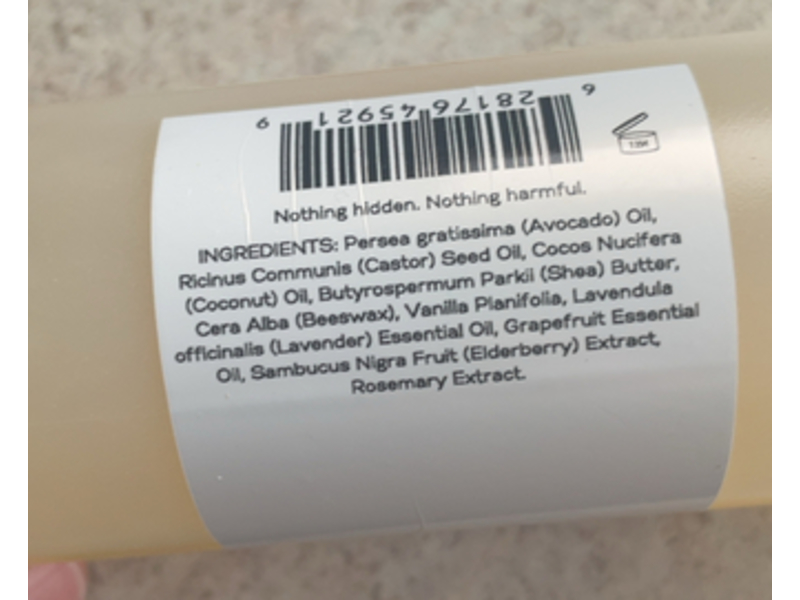 6 28176 45921 9
Nothing hidden. Nothing harmful.
INGREDIENTS: Persea gratissima (Avocado) Oil,
Ricinus Communis (Castor) Seed Oil, Cocos Nucifera
(Coconut) Oil, Butyrospermum Parkii (Shea) Butter,
Cera Alba (Beeswax), Vanilla Planifolia, Lavendula
officinalis (Lavender) Essential Oil, Grapefruit Essential
Oil, Sambucus Nigra Fruit (Elderberry) Extract,
Rosemary Extract.